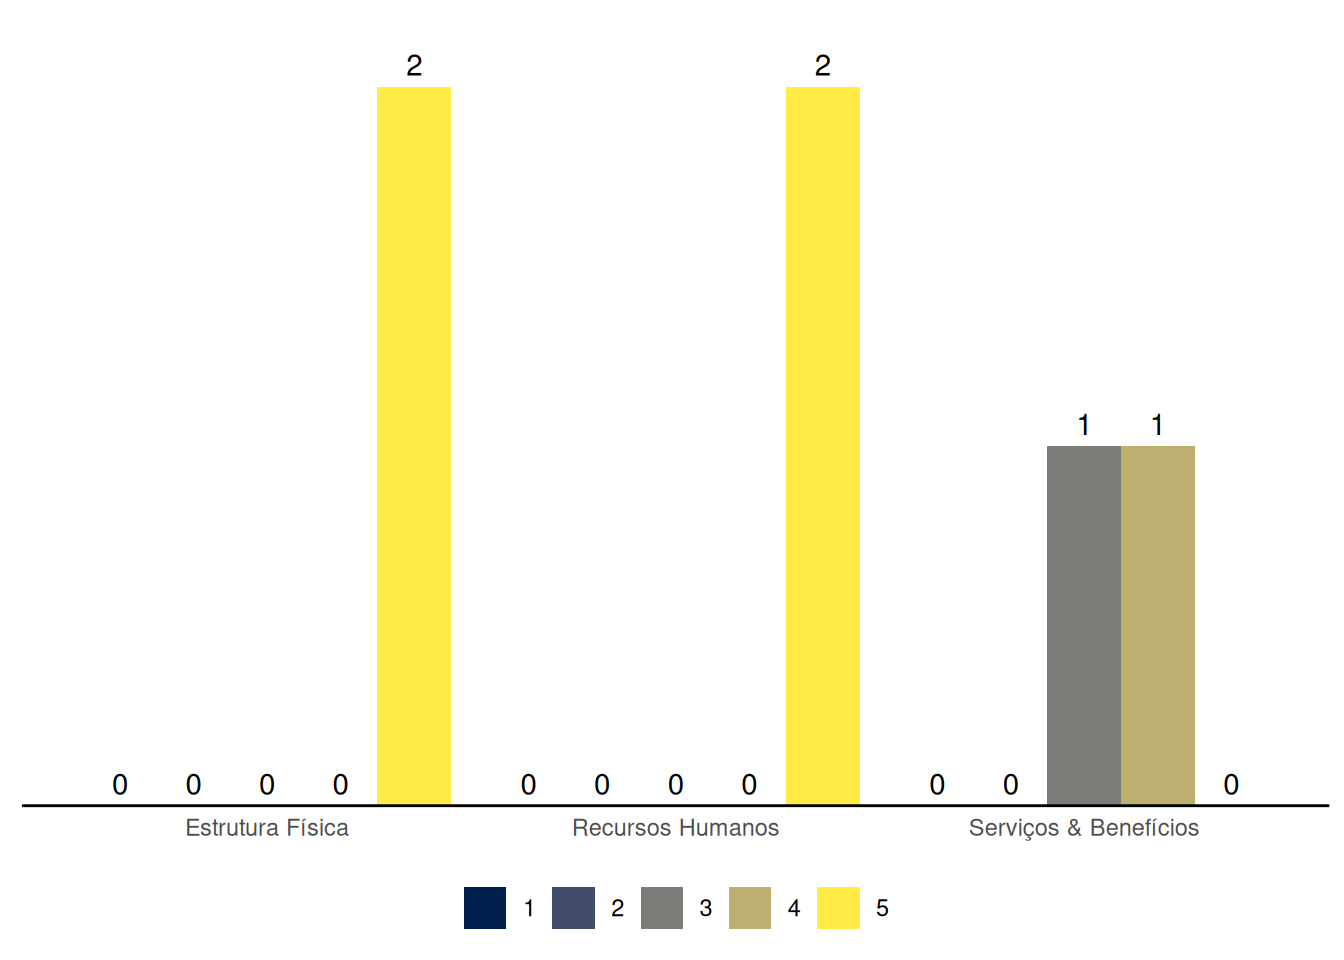 2 2
1 1
0 0 0 0 0 0 0 0 0 0 0
Estrutura Física Recursos Humanos Serviços & Benefícios
1 2 3 4 5